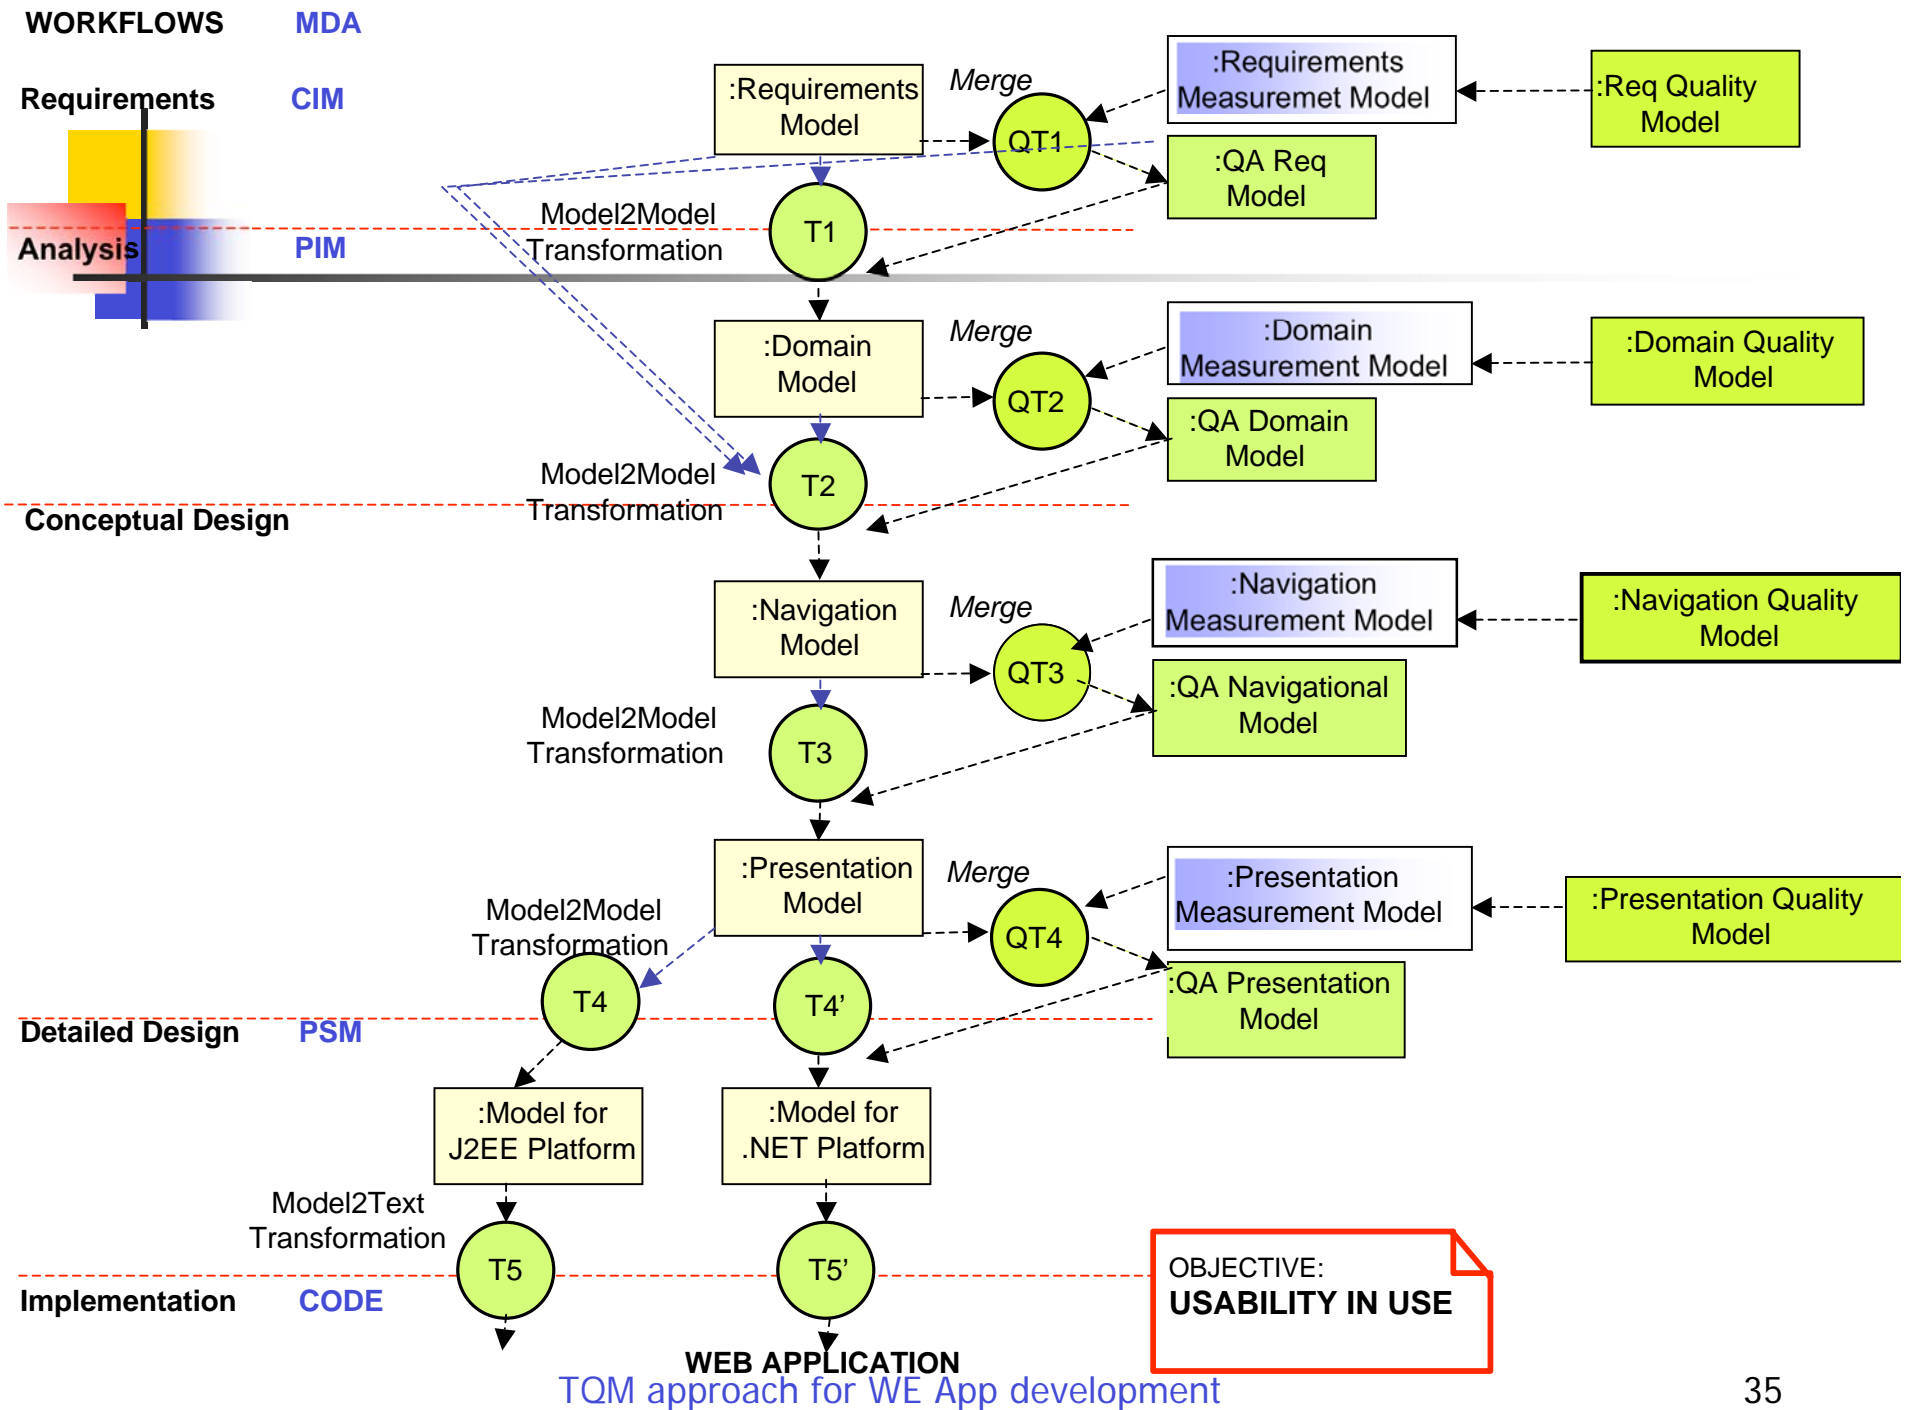 WORKFLOWS MDA
Requirements CIM
:Requirements
Model
Merge
QT1
:Requirements
Measuremet Model
:Req Quality
Model
:QA Req
Model
Model2Model
Transformation
T1
Analysis PIM
:Domain
Model
Merge
QT2
:Domain
Measurement Model
:Domain Quality
Model
:QA Domain
Model
Model2Model
Transformation
T2
Conceptual Design
:Navigation
Model
Merge
QT3
:Navigation
Measurement Model
:Navigation Quality
Model
:QA Navigational
Model
Model2Model
Transformation
T3
:Presentation
Model
Merge
QT4
:Presentation
Measurement Model
:Presentation Quality
Model
:QA Presentation
Model
Model2Model
Transformation
T4
T4’
Detailed Design PSM
:Model for
J2EE Platform
:Model for
.NET Platform
Model2Text
Transformation
T5
T5’
OBJECTIVE:
USABILITY IN USE
Implementation CODE
WEB APPLICATION
TQM approach for WE App development
35